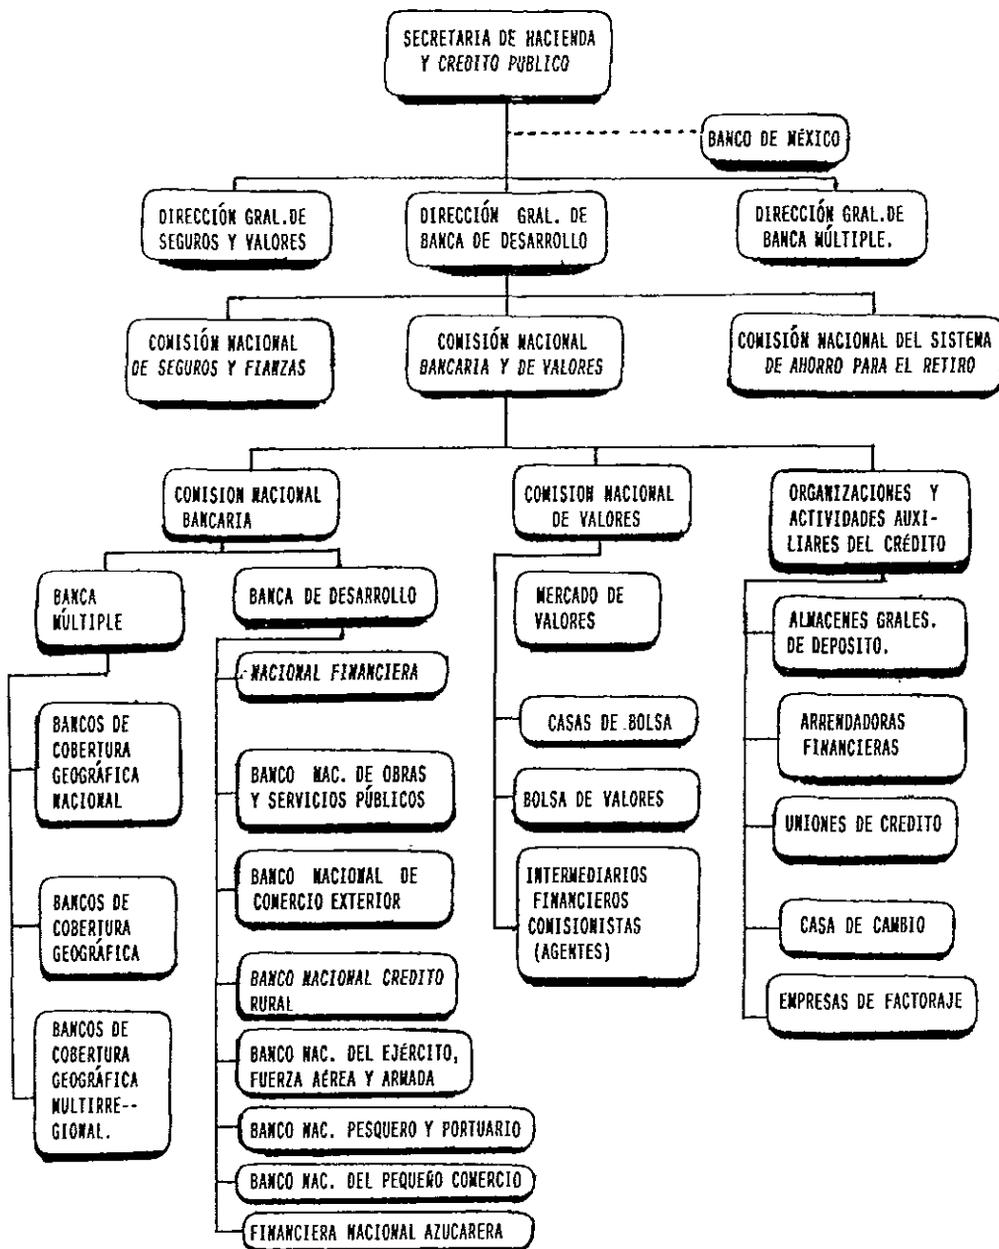 SECRETARIA DE HACIENDA
Y CREDITO PUBLICO
BANCO DE MÉXICO
DIRECCIÓN GRAL.DE
SEGUROS Y VALORES
DIRECCIÓN GRAL. DE
BANCA DE DESARROLLO
DIRECCIÓN GRAL.DE
BANCA MÚLTIPLE.
COMISIÓN NACIONAL
DE SEGUROS Y FIANZAS
COMISIÓN NACIONAL
BANCARIA Y DE VALORES
COMISIÓN NACIONAL DEL SISTEMA
DE AHORRO PARA EL RETIRO
COMISION NACIONAL
BANCARIA
COMISION NACIONAL
DE VALORES
ORGANIZACIONES Y
ACTIVIDADES AUXI-
LIARES DEL CRÉDITO
BANCA
MÚLTIPLE
BANCOS DE
COBERTURA
GEOGRÁFICA
NACIONAL
BANCOS DE
COBERTURA
GEOGRÁFICA
BANCOS DE
COBERTURA
GEOGRÁFICA
MULTIRRE--
GIONAL.
BANCA DE DESARROLLO
NACIONAL FINANCIERA
BANCO NAC. DE OBRAS
Y SERVICIOS PÚBLICOS
BANCO NACIONAL DE
COMERCIO EXTERIOR
BANCO NACIONAL CREDITO
RURAL
BANCO NAC. DEL EJÉRCITO,
FUERZA AÉREA Y ARMADA
BANCO NAC. PESQUERO Y PORTUARIO
BANCO NAC. DEL PEQUEÑO COMERCIO
FINANCIERA NACIONAL AZUCARERA
MERCADO DE
VALORES
CASAS DE BOLSA
BOLSA DE VALORES
INTERMEDIARIOS
FINANCIEROS
COMISIONISTAS
(AGENTES)
ALMACENES GRALES.
DE DEPOSITO.
ARRENDADORAS
FINANCIERAS
UNIONES DE CREDITO
CASA DE CAMBIO
EMPRESAS DE FACTORAJE